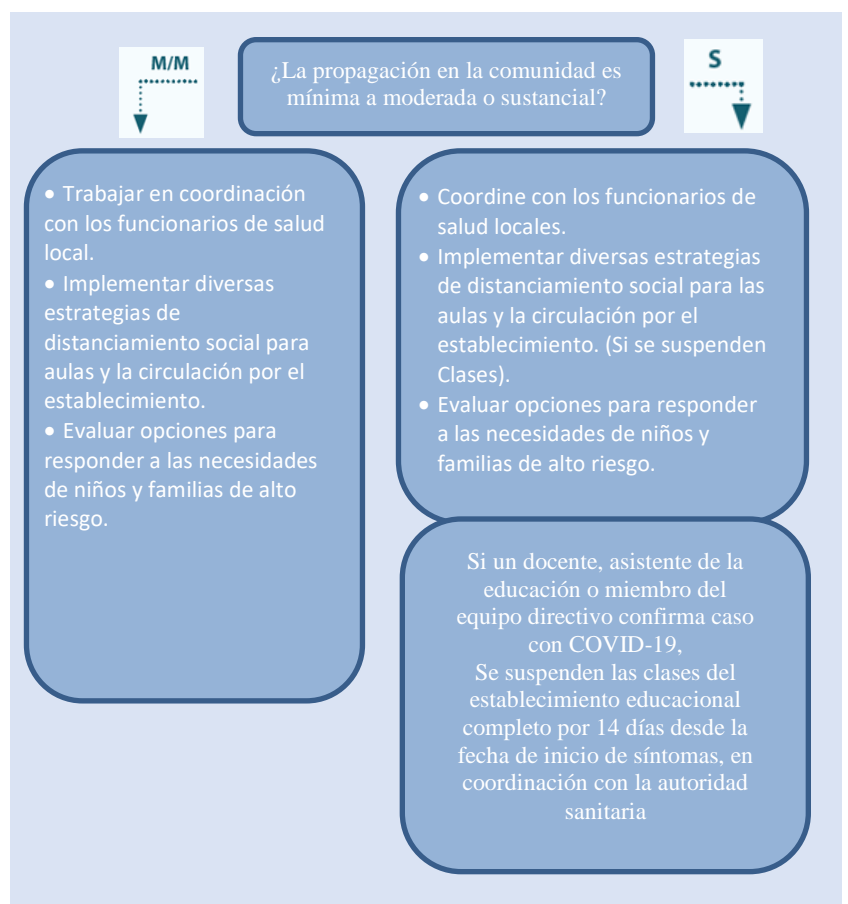 M/M
¿La propagación en la comunidad es
mínima a moderada o sustancial?
S
• Trabajar en coordinación
con los funcionarios de salud
local.
• Implementar diversas
estrategias de
distanciamiento social para
aulas y la circulación por el
establecimiento.
• Evaluar opciones para
responder a las necesidades
de niños y familias de alto
riesgo.
• Coordine con los funcionarios de
salud locales.
• Implementar diversas estrategias
de distanciamiento social para las
aulas y la circulación por el
establecimiento. (Si se suspenden
Clases).
• Evaluar opciones para responder
a las necesidades de niños y
familias de alto riesgo.
Si un docente, asistente de la
educación o miembro del
equipo directivo confirma caso
con COVID-19,
Se suspenden las clases del
establecimiento educacional
completo por 14 días desde la
fecha de inicio de síntomas, en
coordinación con la autoridad
sanitaria